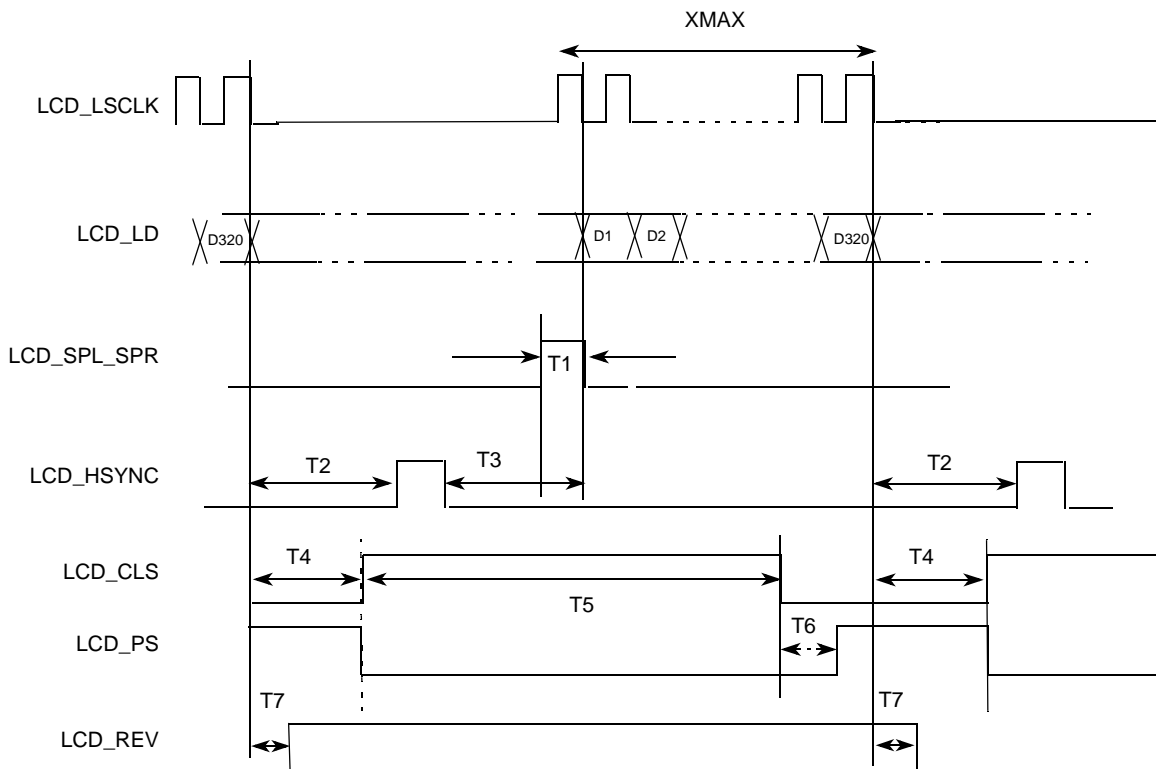 XMAX
LCD_LSCLK
LCD_LD
D320
D1
D2
D320
LCD_SPL_SPR
T1
LCD_HSYNC
T2
T3
T2
LCD_CLS
T4
T5
T4
LCD_PS
T6
LCD_REV
T7
T7